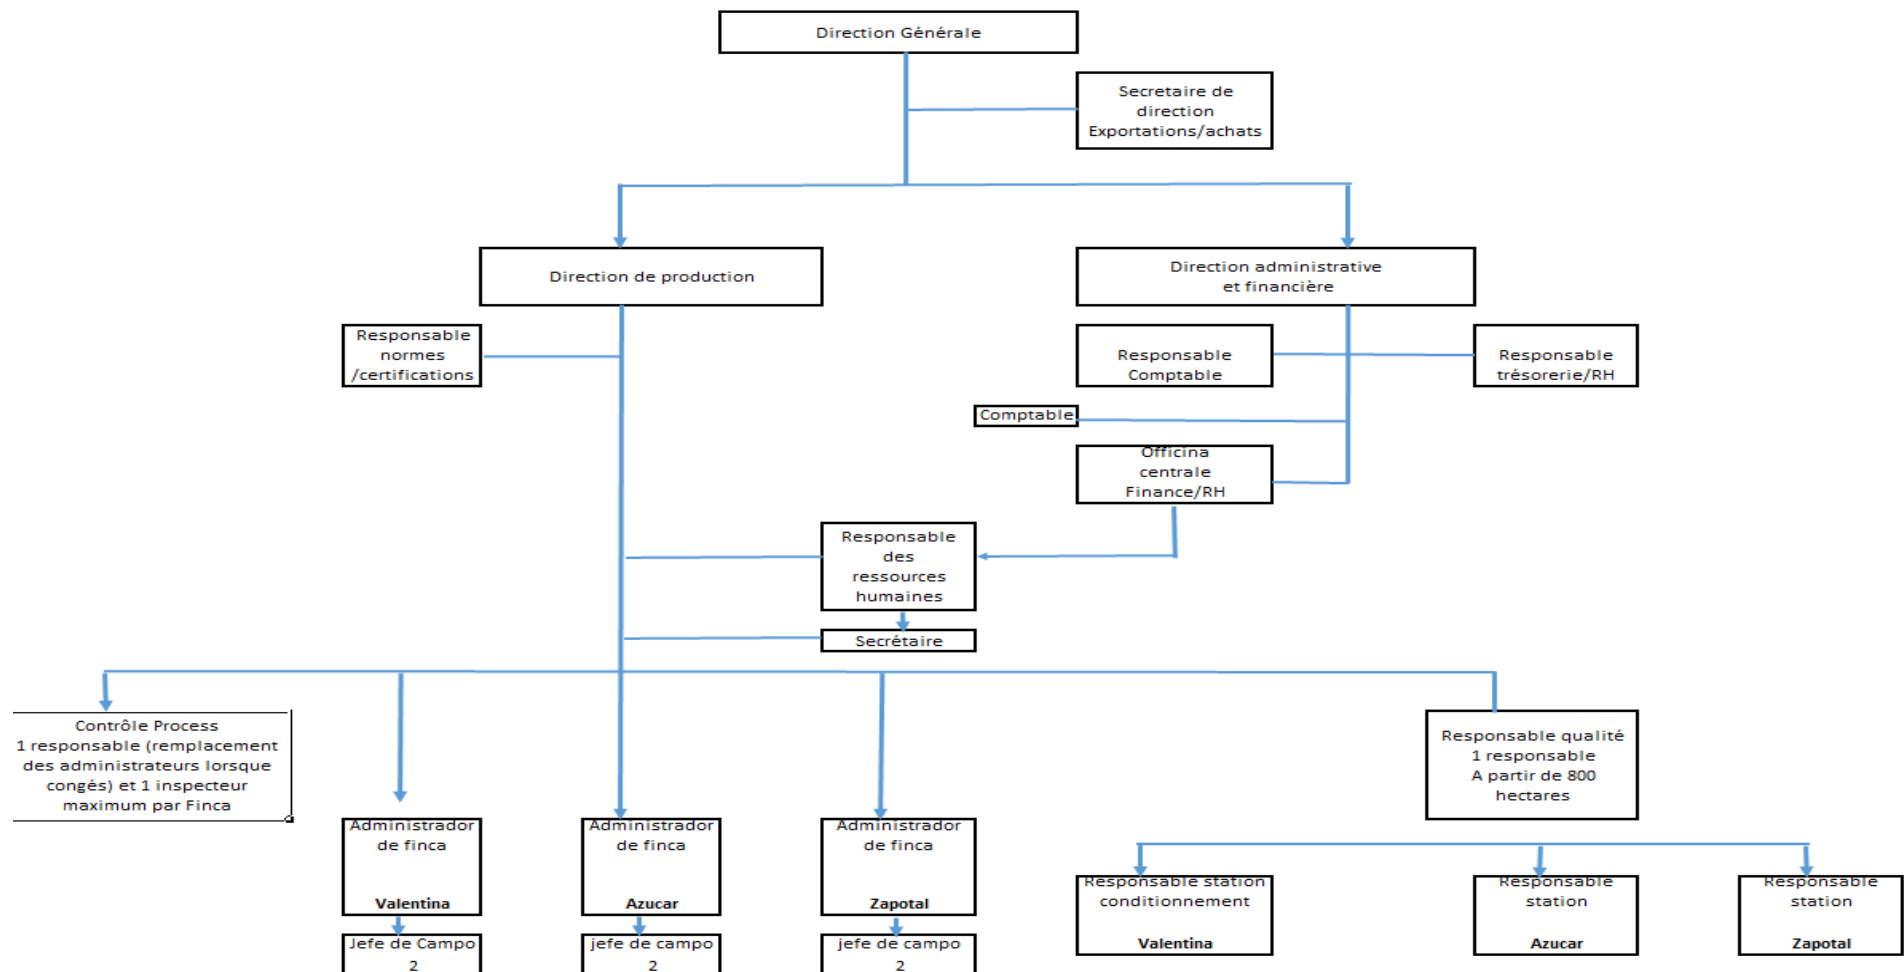 Direction Générale
Secretaire de
direction
Exportations/achats
Direction de production
Direction administrative
et financière
Responsable
normes
/certifications
Responsable
Comptable
Responsable
trésorerie/RH
Comptable
Officina
centrale
Finance/RH
Responsable
des
ressources
humaines
Secrétaire
Contrôle Process
1 responsable (remplacement
des administrateurs lorsque
congés) et 1 inspecteur
maximum par Finca
Responsable qualité
1 responsable
A partir de 800
hectares
Administrador
de finca
Valentina
Administrador
de finca
Azucar
Administrador
de finca
Zapotal
Responsable station
conditionnement
Valentina
Responsable
station
Azucar
Responsable
station
Zapotal
Jefe de Campo
2
jefe de campo
2
jefe de campo
2